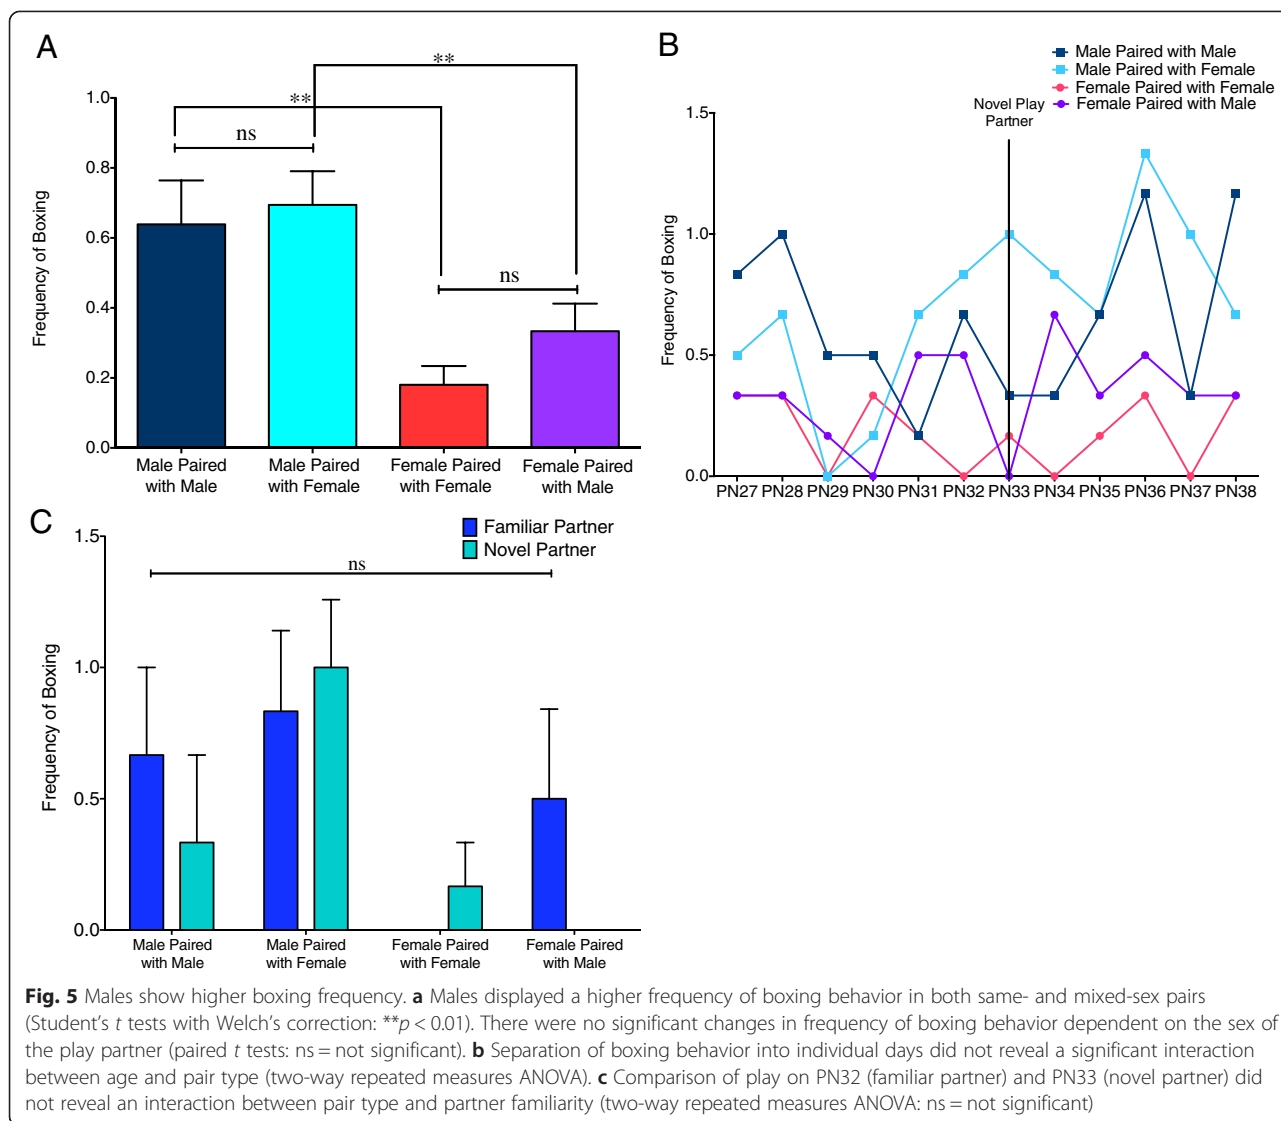 A
**
**
ns
ns
1.0
0.8
0.6
0.4
0.2
0.0
Frequency of Boxing
Male Paired
with Male
Male Paired
with Female
Female Paired
with Female
Female Paired
with Male
B
Male Paired with Male
Male Paired with Female
Female Paired with Female
Female Paired with Male
Novel Play
Partner
1.5
1.0
0.5
0.0
Frequency of Boxing
PN27 PN28 PN29 PN30 PN31 PN32 PN33 PN34 PN35 PN36 PN37 PN38
C
Familiar Partner
Novel Partner
ns
1.5
1.0
0.5
0.0
Frequency of Boxing
Male Paired
with Male
Male Paired
with Female
Female Paired
with Female
Female Paired
with Male
Fig. 5 Males show higher boxing frequency. a Males displayed a higher frequency of boxing behavior in both same- and mixed-sex pairs
(Student's t tests with Welch's correction: **p < 0.01). There were no significant changes in frequency of boxing behavior dependent on the sex of
the play partner (paired t tests: ns = not significant). b Separation of boxing behavior into individual days did not reveal a significant interaction
between age and pair type (two-way repeated measures ANOVA). c Comparison of play on PN32 (familiar partner) and PN33 (novel partner) did
not reveal an interaction between pair type and partner familiarity (two-way repeated measures ANOVA: ns = not significant)